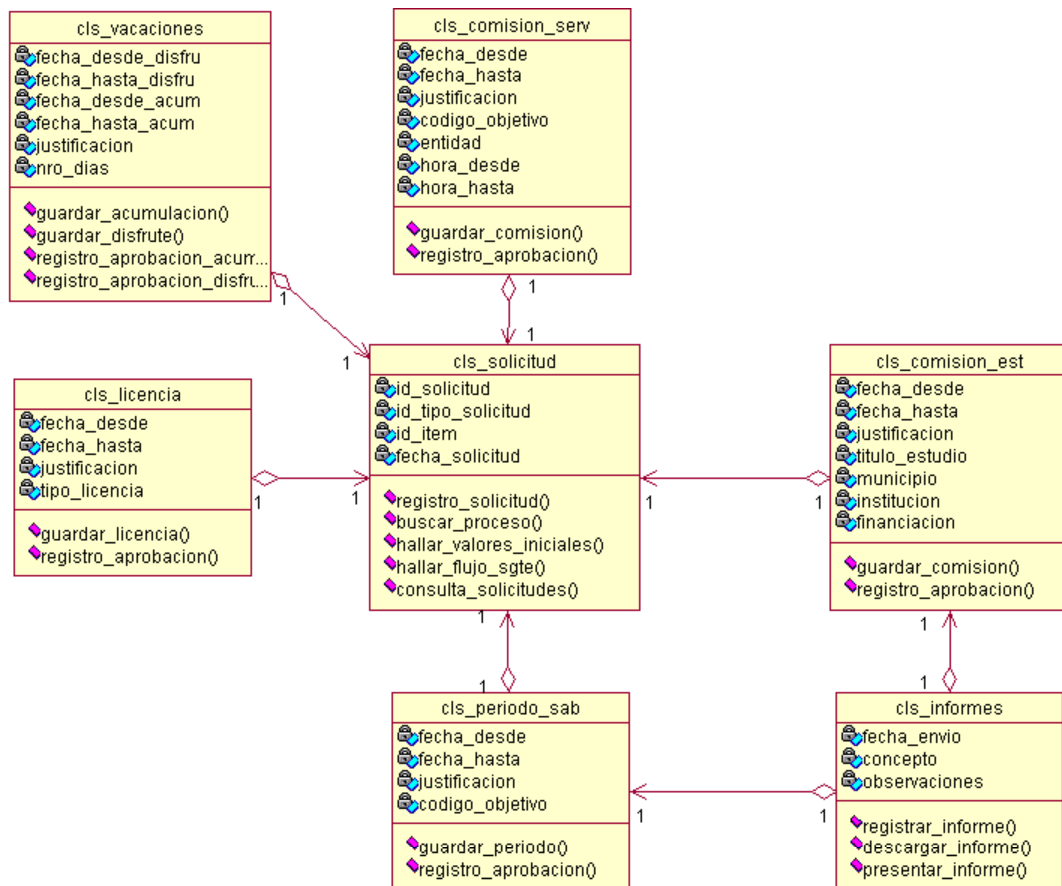 cls_vacaciones
fecha_desde_disfru
fecha_hasta_disfru
fecha_desde_acum
fecha_hasta_acum
justificacion
nro_dias
guardar_acumulacion()
guardar_disfrute()
registro_aprobacion_acum...
registro_aprobacion_disfru...
1
1
cls_comision_serv
fecha_desde
fecha_hasta
justificacion
codigo_objetivo
entidad
hora_desde
hora_hasta
guardar_comision()
registro_aprobacion()
1
1
cls_licencia
fecha_desde
fecha_hasta
justificacion
tipo_licencia
guardar_licencia()
registro_aprobacion()
1
1
cls_solicitud
id_solicitud
id_tipo_solicitud
id_item
fecha_solicitud
registro_solicitud()
buscar_proceso()
hallar_valores_iniciales()
hallar_flujo_sgte()
consulta_solicitudes()
1
1
cls_comision_est
fecha_desde
fecha_hasta
justificacion
titulo_estudio
municipio
institucion
financiacion
guardar_comision()
registro_aprobacion()
1
1
1
1
cls_periodo_sab
fecha_desde
fecha_hasta
justificacion
codigo_objetivo
guardar_periodo()
registro_aprobacion()
1
1
cls_informes
fecha_envio
concepto
observaciones
registrar_informe()
descargar_informe()
presentar_informe()